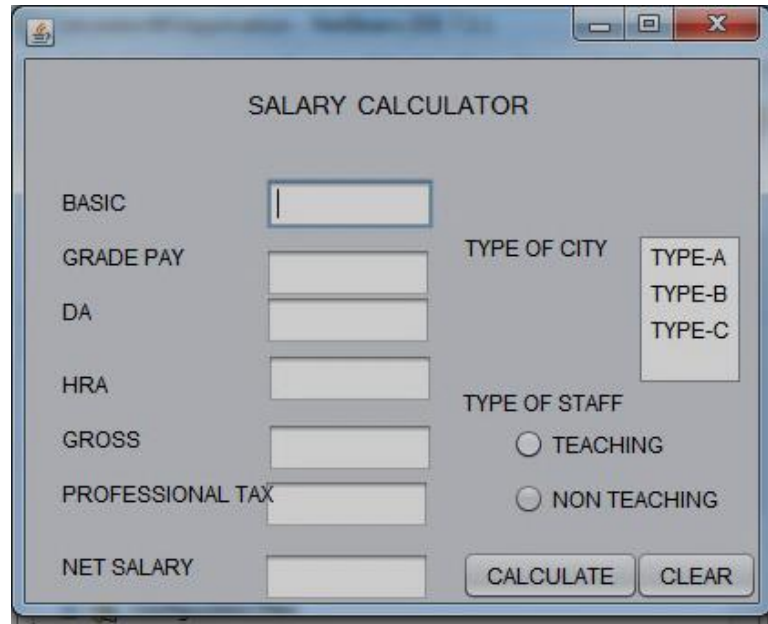 SALARY CALCULATOR
BASIC
GRADE PAY
DA
HRA
GROSS
PROFESSIONAL TAX
NET SALARY
TYPE OF CITY
TYPE-A
TYPE-B
TYPE-C
TYPE OF STAFF
TEACHING
NON TEACHING
CALCULATE
CLEAR